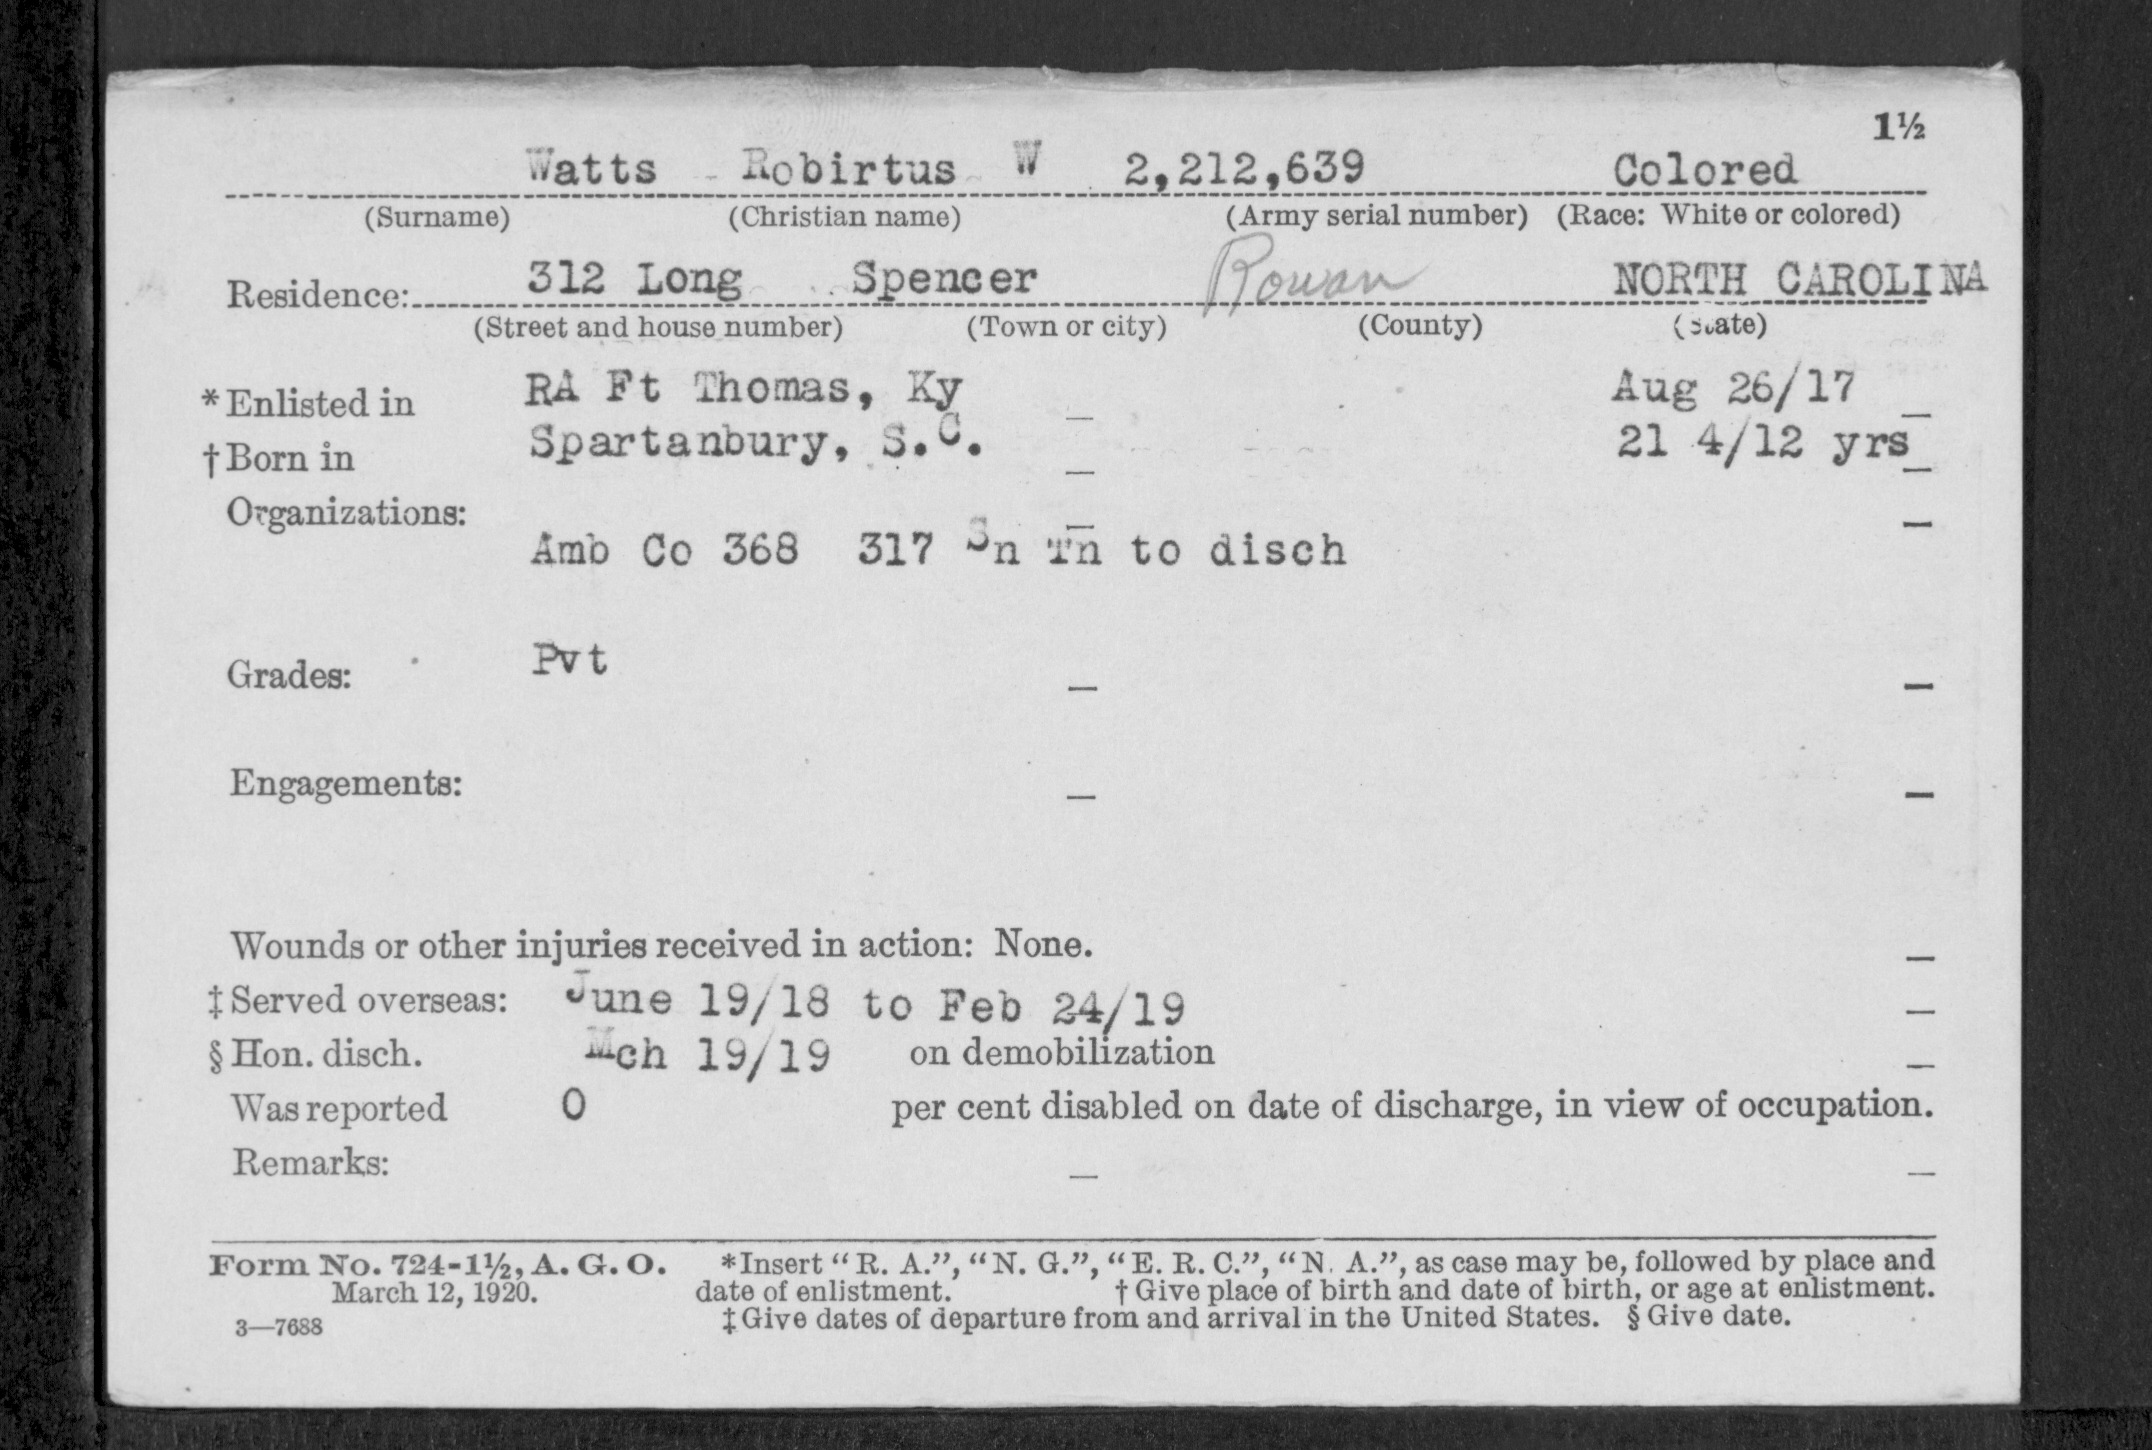 1½
Watts Robirtus W 2,212,639 Colored
(Surname) (Christian name) (Army serial number) (Race: White or colored)
Residence: 312 Long Spencer Rowan NORTH CAROLINA
(Street and house number) (Town or city) (County) (State)
*Enlisted in RA Ft Thomas, Ky Aug 26/17
†Born in Spartanbury, S.C. 21 4/12 yrs
Organizations:
Amb Co 368 317 Sn Tn to disch
Grades: Pvt
Engagements:
Wounds or other injuries received in action: None.
‡Served overseas: June 19/18 to Feb 24/19
§Hon. disch. Mch 19/19 on demobilization
Was reported 0 per cent disabled on date of discharge, in view of occupation.
Remarks:
Form No. 724-1½, A. G. O. *Insert "R. A.", "N. G.", "E. R. C.", "N. A.", as case may be, followed by place and
March 12, 1920. date of enlistment. †Give place of birth and date of birth, or age at enlistment.
3—7688 ‡Give dates of departure from and arrival in the United States. §Give date.